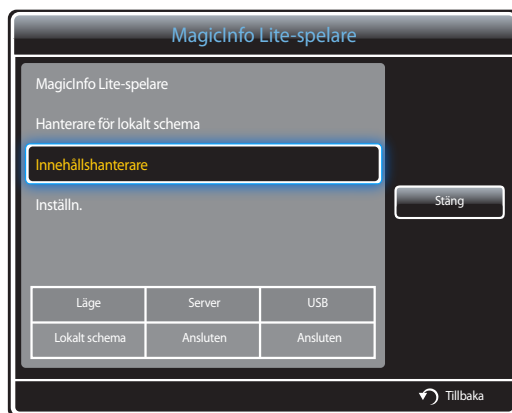 MagicInfo Lite-spelare
MagicInfo Lite-spelare
Hanterare för lokalt schema
Innehållshanterare
Inställn.
Stäng
Läge Server USB
Lokalt schema Ansluten Ansluten
Tillbaka